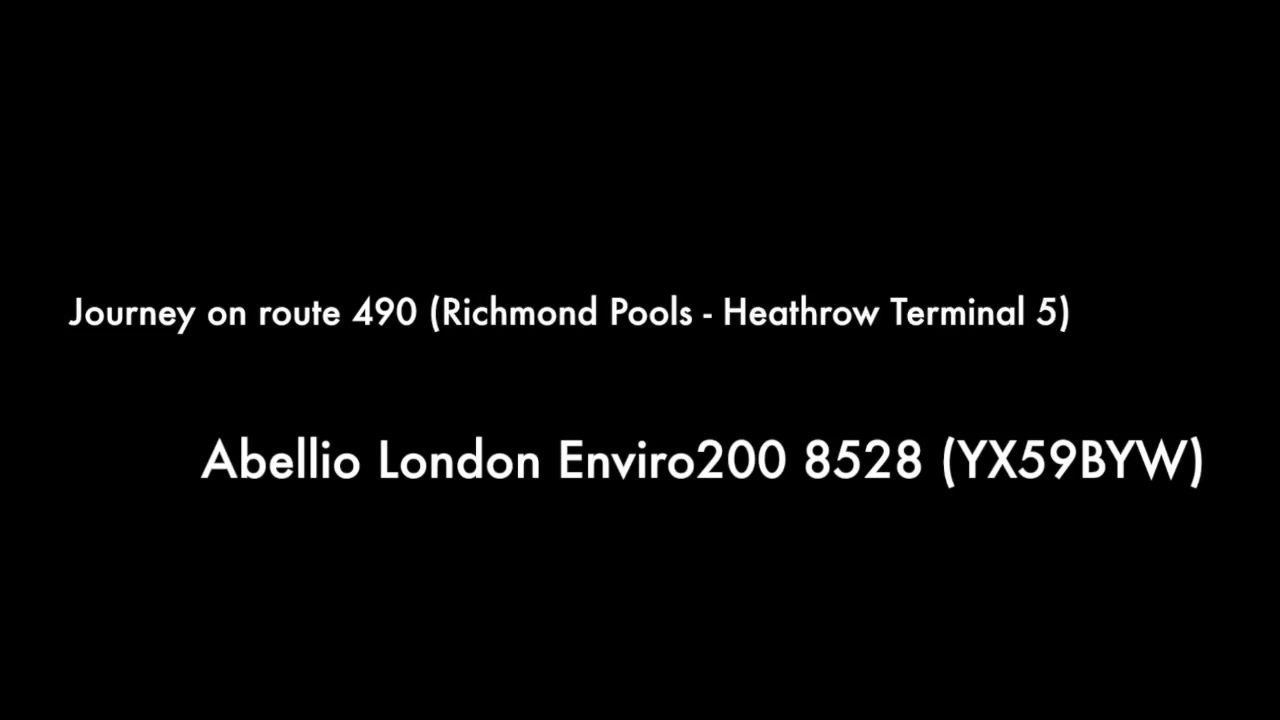 Journey on route 490 (Richmond Pools - Heathrow Terminal 5)
Abellio London Enviro200 8528 (YX59BYW)